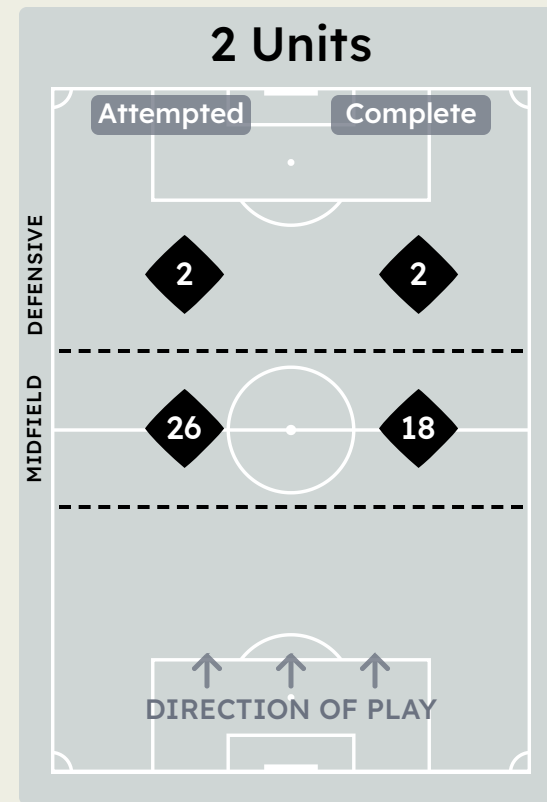 2 Units
Attempted Complete
DEFENSIVE
2 2
MIDFIELD
26 18
DIRECTION OF PLAY